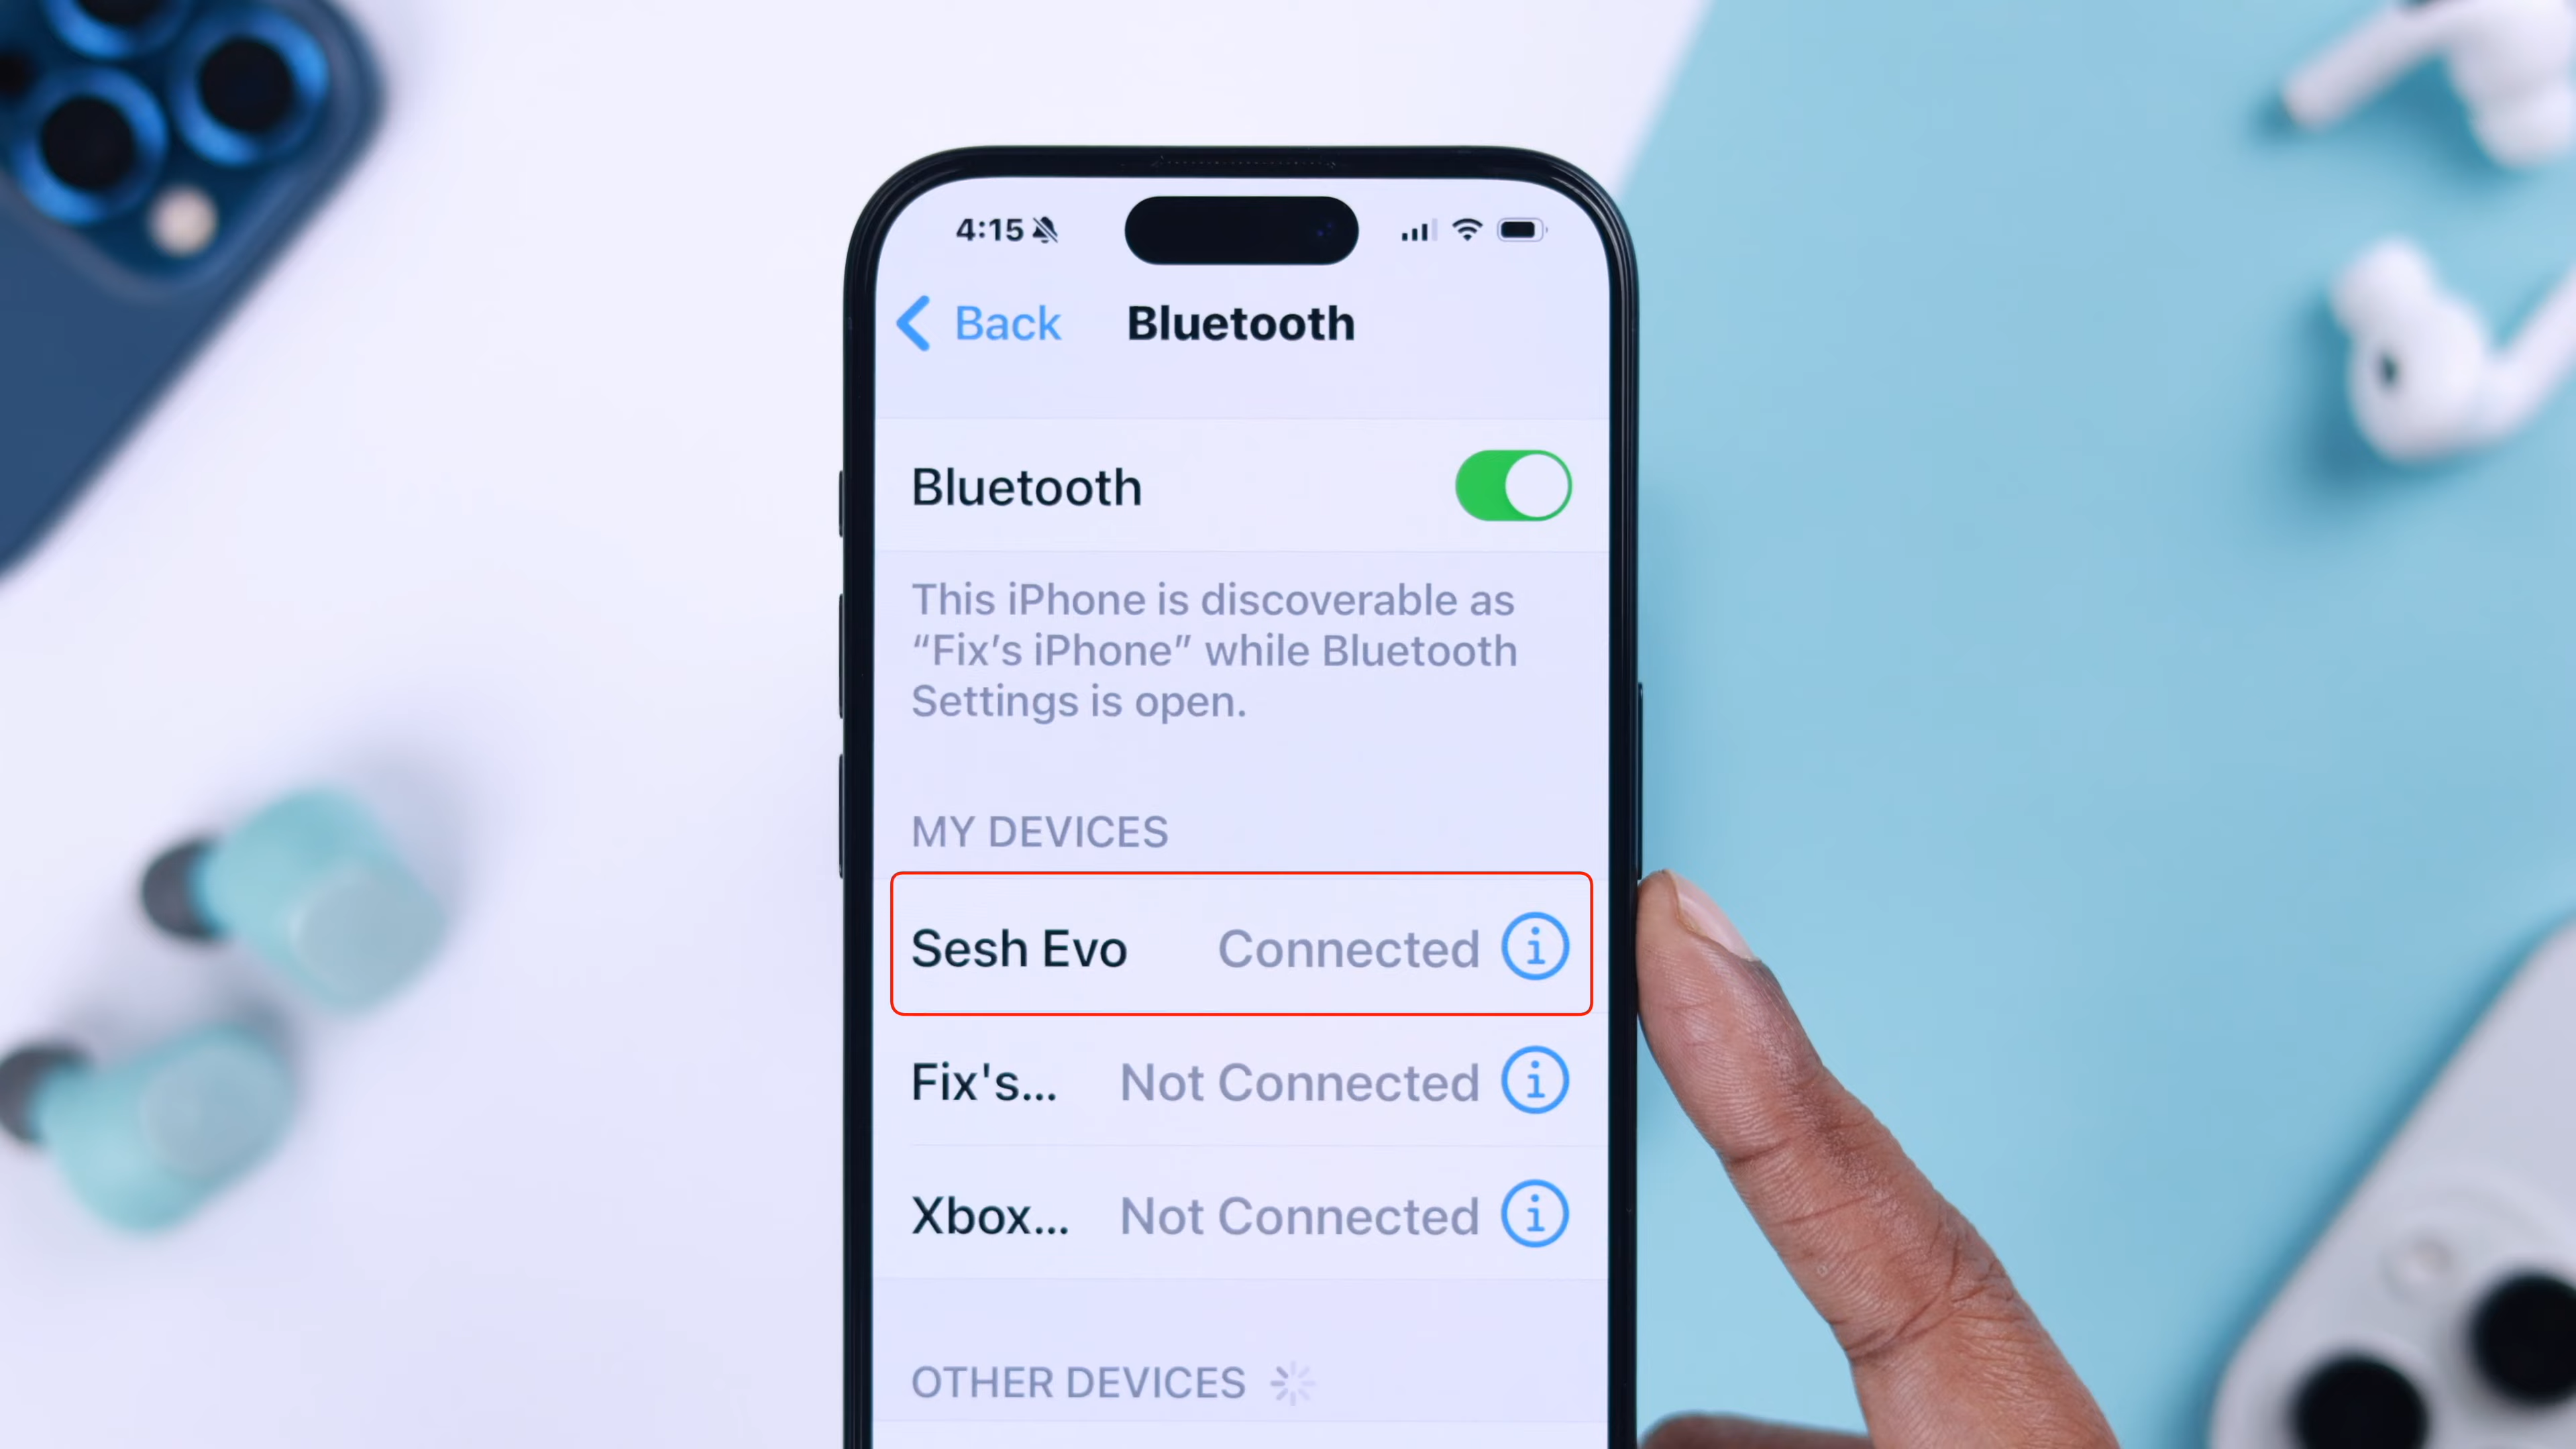 4:15
Back
Bluetooth
Bluetooth
This iPhone is discoverable as
“Fix’s iPhone” while Bluetooth
Settings is open.
MY DEVICES
Sesh Evo Connected
Fix's... Not Connected
Xbox... Not Connected
OTHER DEVICES